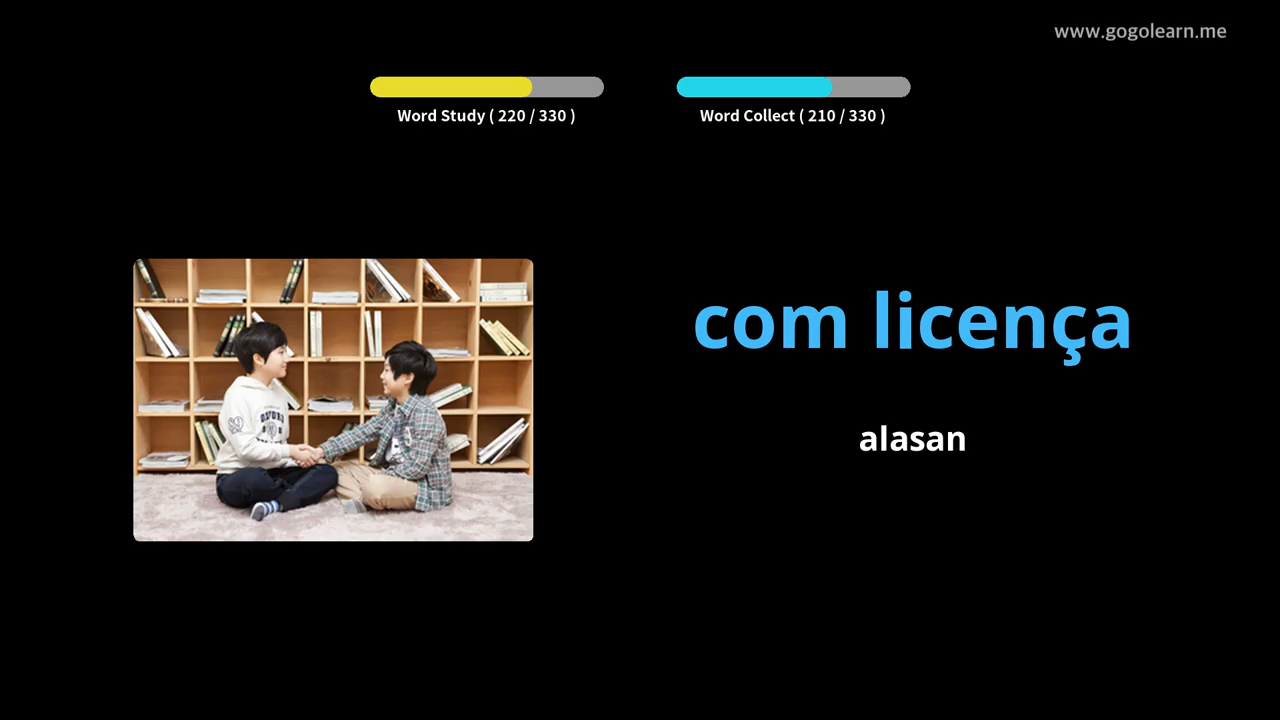 www.gogolearn.me
Word Study ( 220 / 330 )
Word Collect ( 210 / 330 )
com licença
alasan